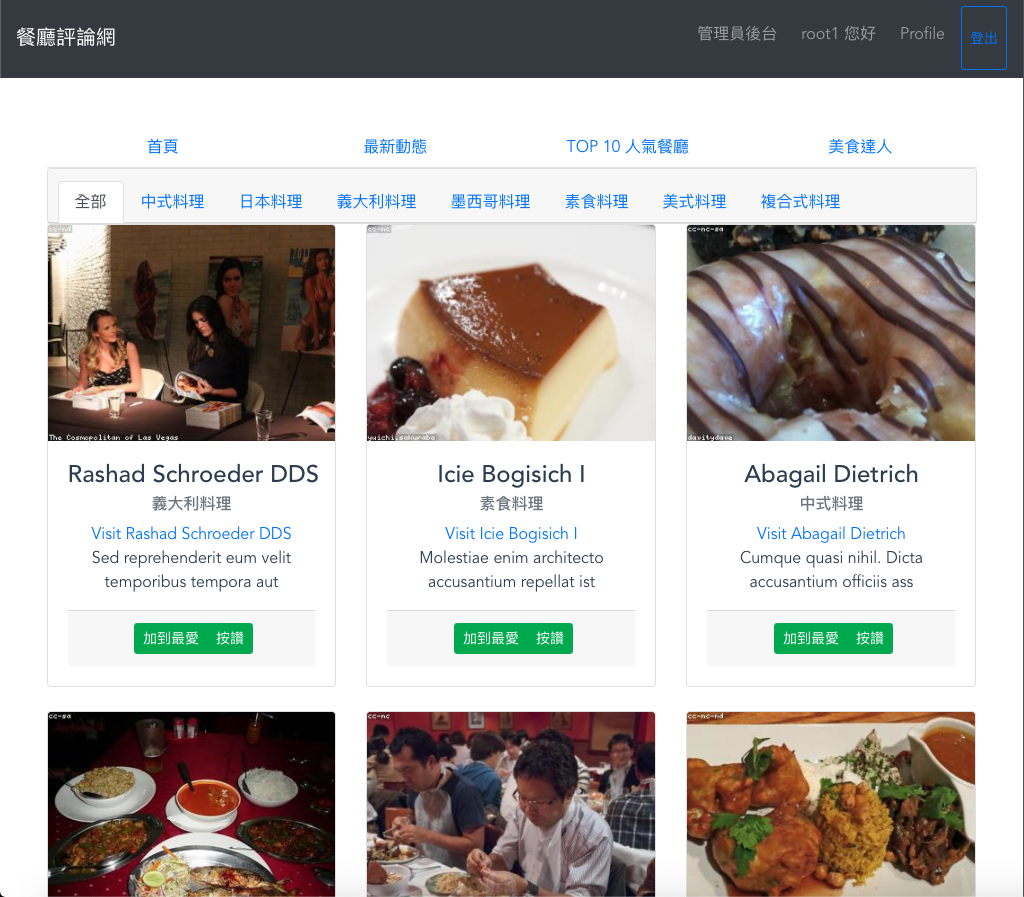 餐廳評論網
管理員後台 root1 您好 Profile 登出
首頁 最新動態 TOP 10 人氣餐廳 美食達人
全部 中式料理 日本料理 義大利料理 墨西哥料理 素食料理 美式料理 複合式料理
cc-nd
cc-nc
cc-nc-sa
The Cosmopolitan of Las Vegas
yuichi.sakuraba
davitydave
Rashad Schroeder DDS
義大利料理
Visit Rashad Schroeder DDS
Sed reprehenderit eum velit
temporibus tempora aut
加到最愛 按讚
Icie Bogisich I
素食料理
Visit Icie Bogisich I
Molestiae enim architecto
accusantium repellat ist
加到最愛 按讚
Abagail Dietrich
中式料理
Visit Abagail Dietrich
Cumque quasi nihil. Dicta
accusantium officiis ass
加到最愛 按讚
cc-sa
cc-nc
cc-nc-nd